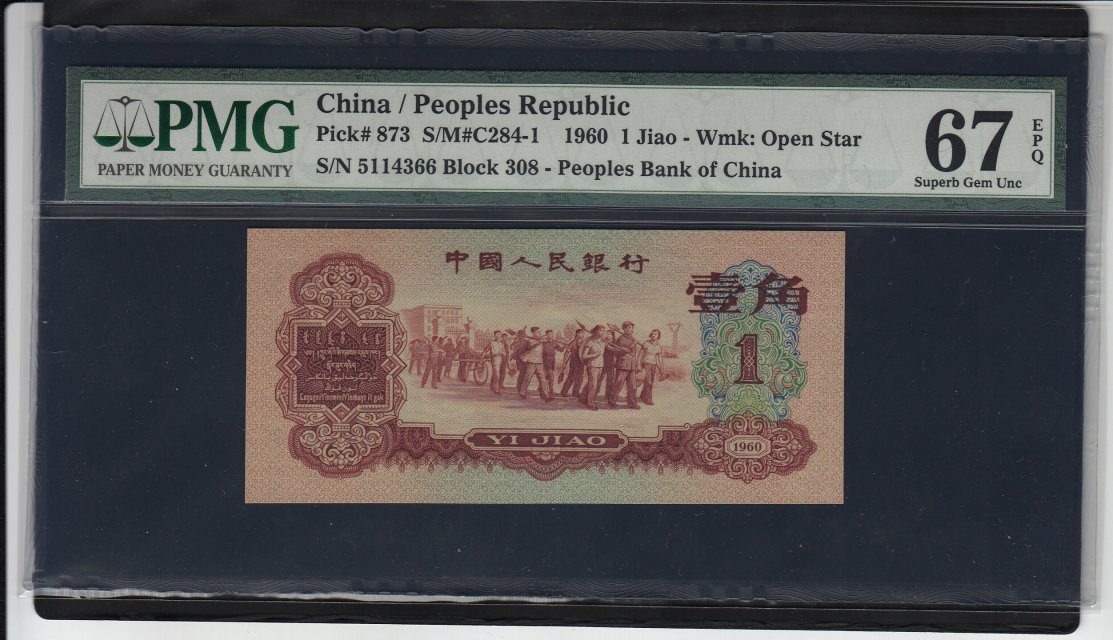 PMG
PAPER MONEY GUARANTY
China / Peoples Republic
Pick# 873 S/M#C284-1 1960 1 Jiao - Wmk: Open Star
S/N 5114366 Block 308 - Peoples Bank of China
67
EPQ
Superb Gem Unc
中國人民銀行
壹角
1
YI JIAO
1960